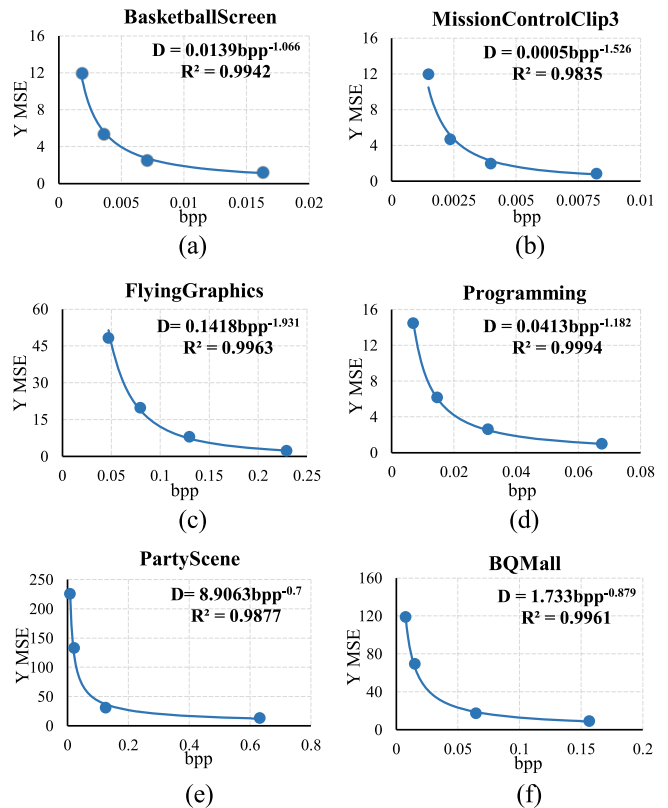 BasketballScreen
D = 0.0139bpp^-1.066
R² = 0.9942
Y MSE
16
12
8
4
0
0 0.005 0.01 0.015 0.02
bpp
(a)
MissionControlClip3
D = 0.0005bpp^-1.526
R² = 0.9835
Y MSE
16
12
8
4
0
0 0.0025 0.005 0.0075 0.01
bpp
(b)
FlyingGraphics
D= 0.1418bpp^-1.931
R² = 0.9963
Y MSE
60
45
30
15
0
0 0.05 0.1 0.15 0.2 0.25
bpp
(c)
Programming
D = 0.0413bpp^-1.182
R² = 0.9994
Y MSE
16
12
8
4
0
0 0.02 0.04 0.06 0.08
bpp
(d)
PartyScene
D= 8.9063bpp^-0.7
R² = 0.9877
Y MSE
250
200
150
100
50
0
0 0.2 0.4 0.6 0.8
bpp
(e)
BQMall
D = 1.733bpp^-0.879
R² = 0.9961
Y MSE
160
120
80
40
0
0 0.05 0.1 0.15 0.2
bpp
(f)